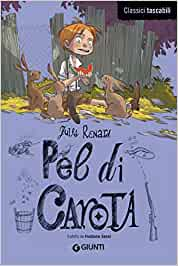 Classici tascabili
Jules Renard
Pel di
Carota
GIUNTI